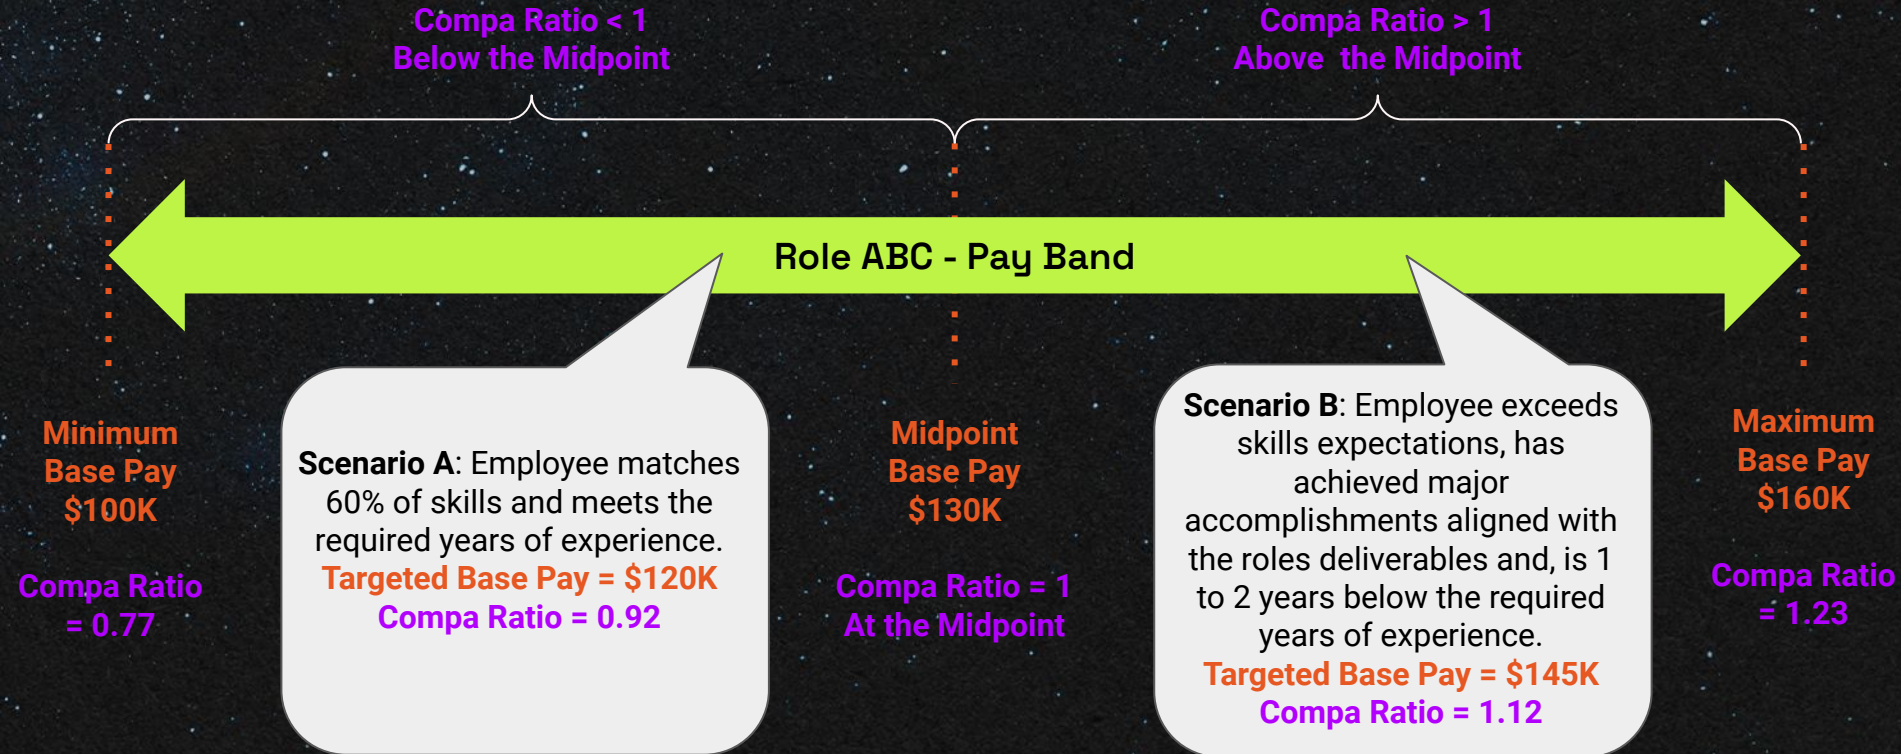 Compa Ratio < 1
Below the Midpoint
Compa Ratio > 1
Above  the Midpoint
Role ABC - Pay Band
Minimum
Base Pay
$100K
Compa Ratio
= 0.77
Scenario A: Employee matches
60% of skills and meets the
required years of experience.
Targeted Base Pay = $120K
Compa Ratio = 0.92
Midpoint
Base Pay
$130K
Compa Ratio = 1
At the Midpoint
Scenario B: Employee exceeds
skills expectations, has
achieved major
accomplishments aligned with
the roles deliverables and, is 1
to 2 years below the required
years of experience.
Targeted Base Pay = $145K
Compa Ratio = 1.12
Maximum
Base Pay
$160K
Compa Ratio
= 1.23